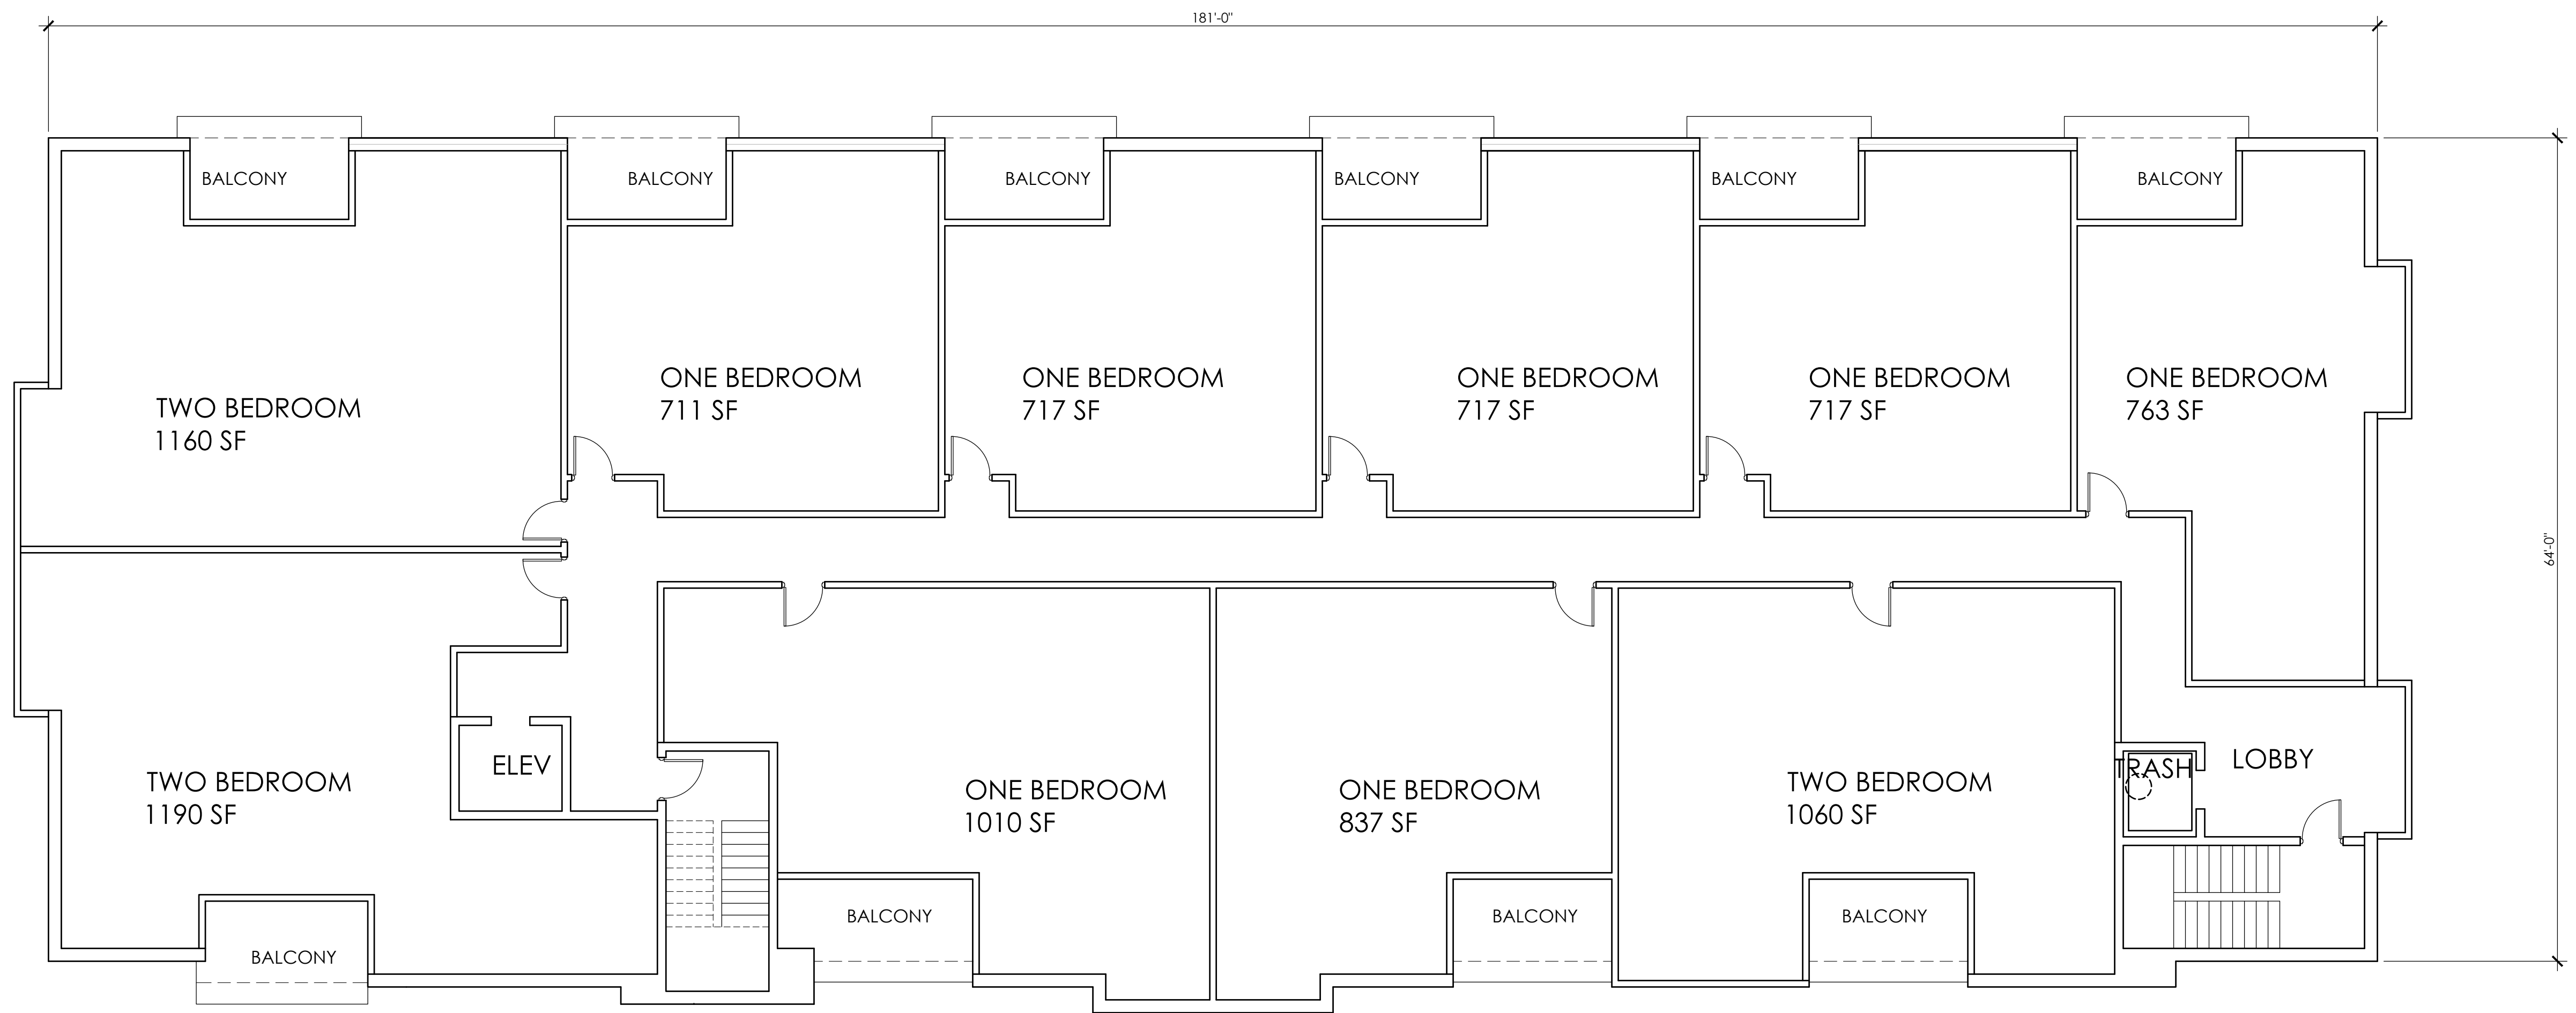 181'-0"
BALCONY
BALCONY
BALCONY
BALCONY
BALCONY
BALCONY
TWO BEDROOM
1160 SF
ONE BEDROOM
711 SF
ONE BEDROOM
717 SF
ONE BEDROOM
717 SF
ONE BEDROOM
717 SF
ONE BEDROOM
763 SF
64'-0"
TWO BEDROOM
1190 SF
ELEV
ONE BEDROOM
1010 SF
ONE BEDROOM
837 SF
TWO BEDROOM
1060 SF
TRASH
LOBBY
BALCONY
BALCONY
BALCONY
BALCONY